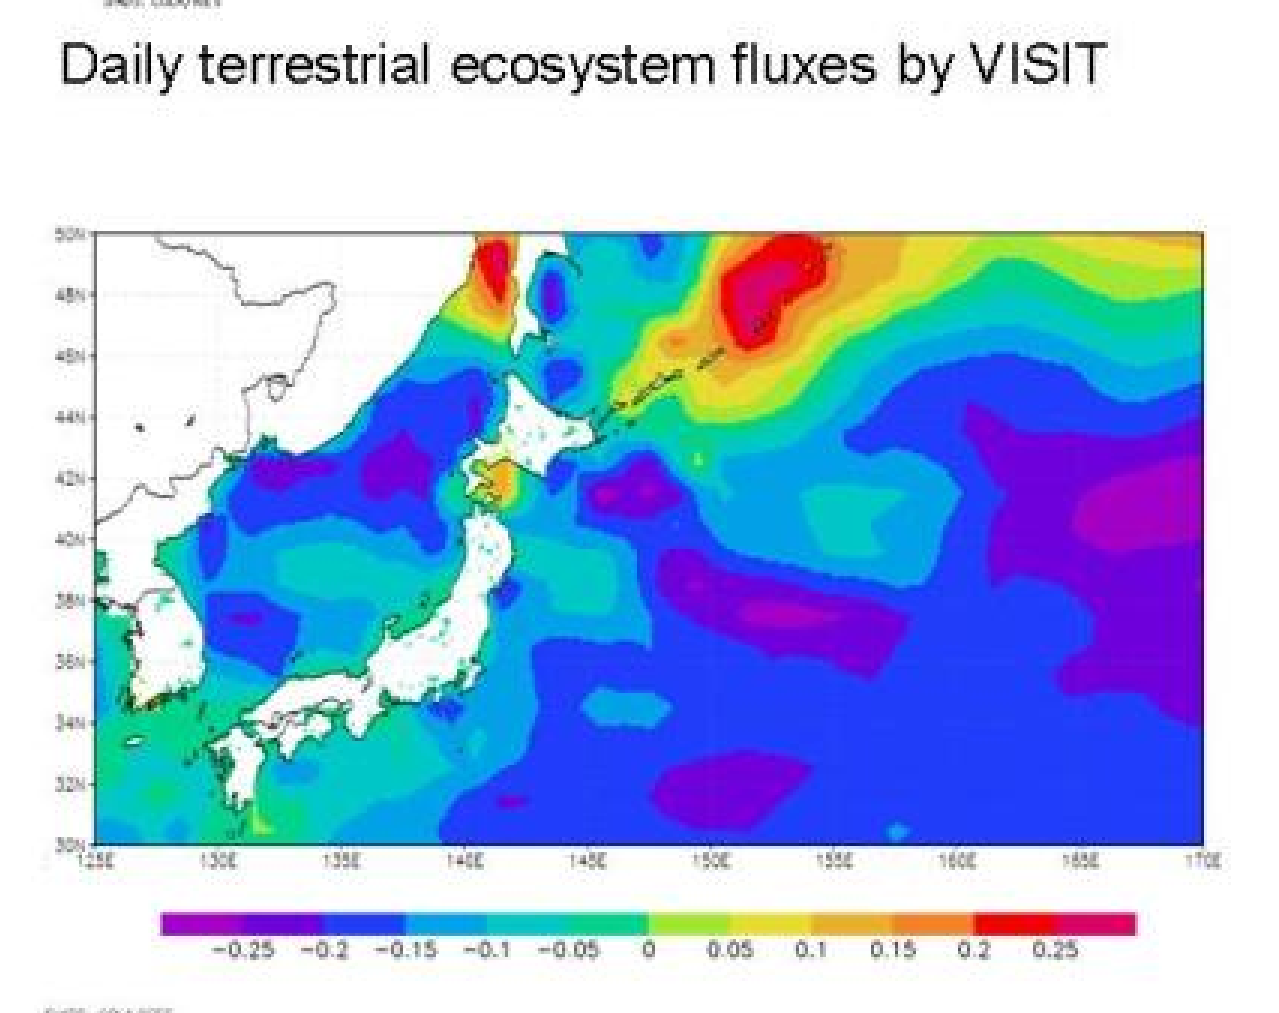 Daily terrestrial ecosystem fluxes by VISIT
50N
48N
46N
44N
42N
40N
38N
36N
34N
32N
30N
125E 130E 135E 140E 145E 150E 155E 160E 165E 170E
−0.25 −0.2 −0.15 −0.1 −0.05 0 0.05 0.1 0.15 0.2 0.25